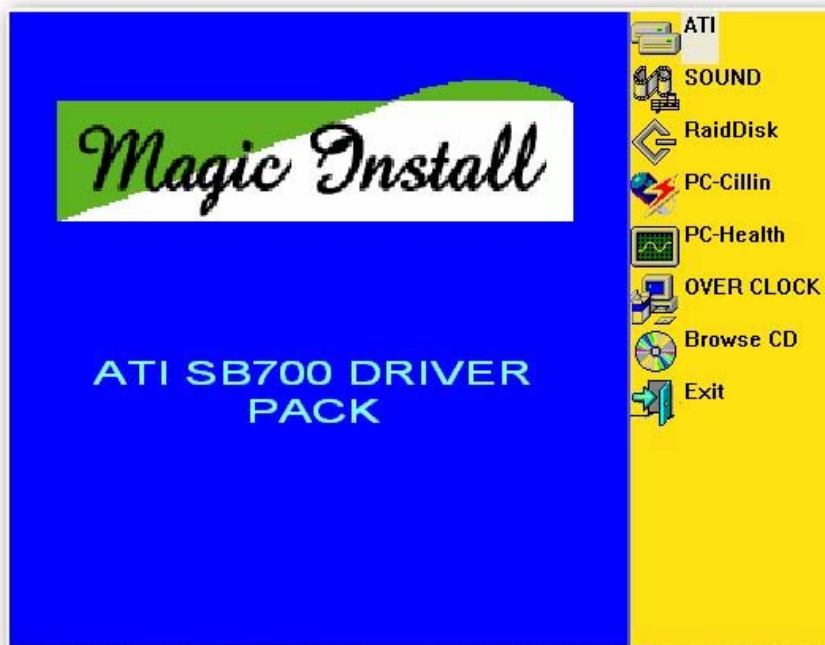 Magic Install
ATI SB700 DRIVER
PACK
ATI
SOUND
RaidDisk
PC-Cillin
PC-Health
OVER CLOCK
Browse CD
Exit